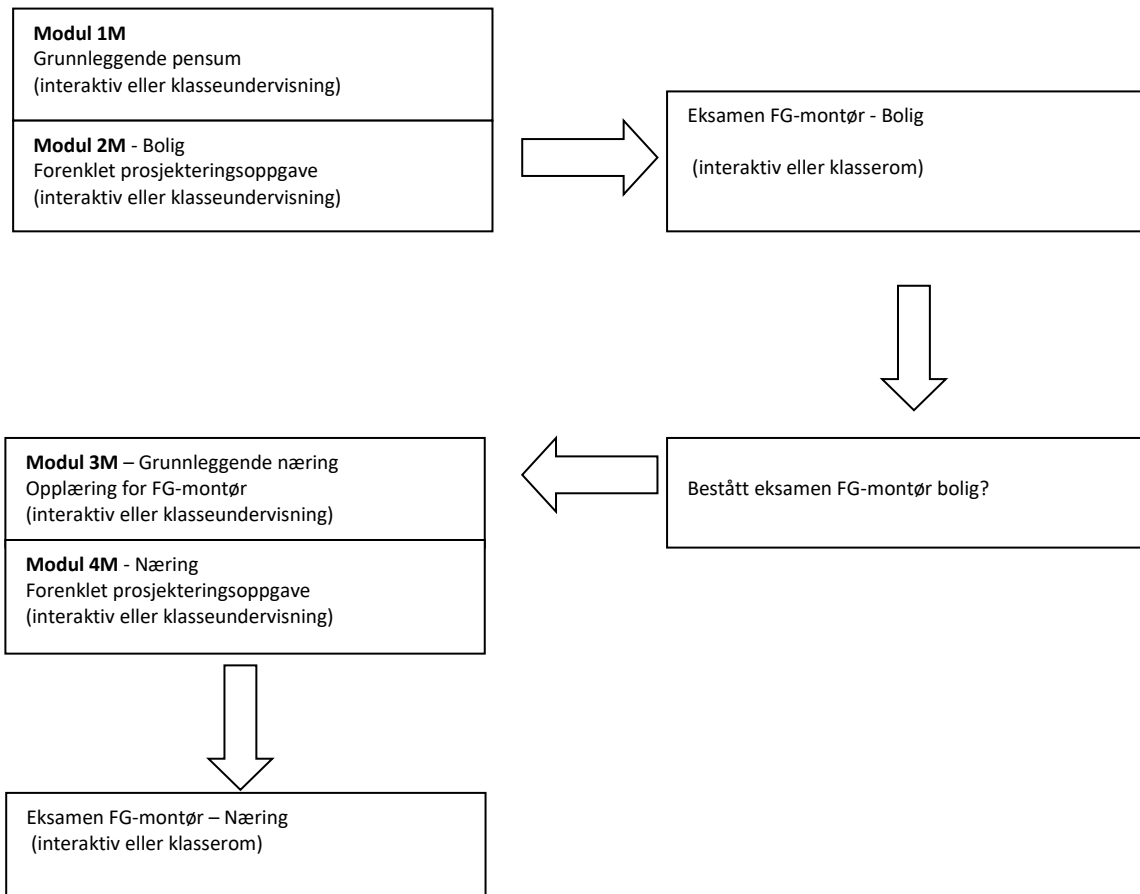 Modul 1M
Grunnleggende pensum
(interaktiv eller klasseundervisning)
Modul 2M - Bolig
Forenklet prosjekteringsoppgave
(interaktiv eller klasseundervisning)
Eksamen FG-montør - Bolig
(interaktiv eller klasserom)
Bestått eksamen FG-montør bolig?
Modul 3M – Grunnleggende næring
Opplæring for FG-montør
(interaktiv eller klasseundervisning)
Modul 4M - Næring
Forenklet prosjekteringsoppgave
(interaktiv eller klasseundervisning)
Eksamen FG-montør – Næring
(interaktiv eller klasserom)